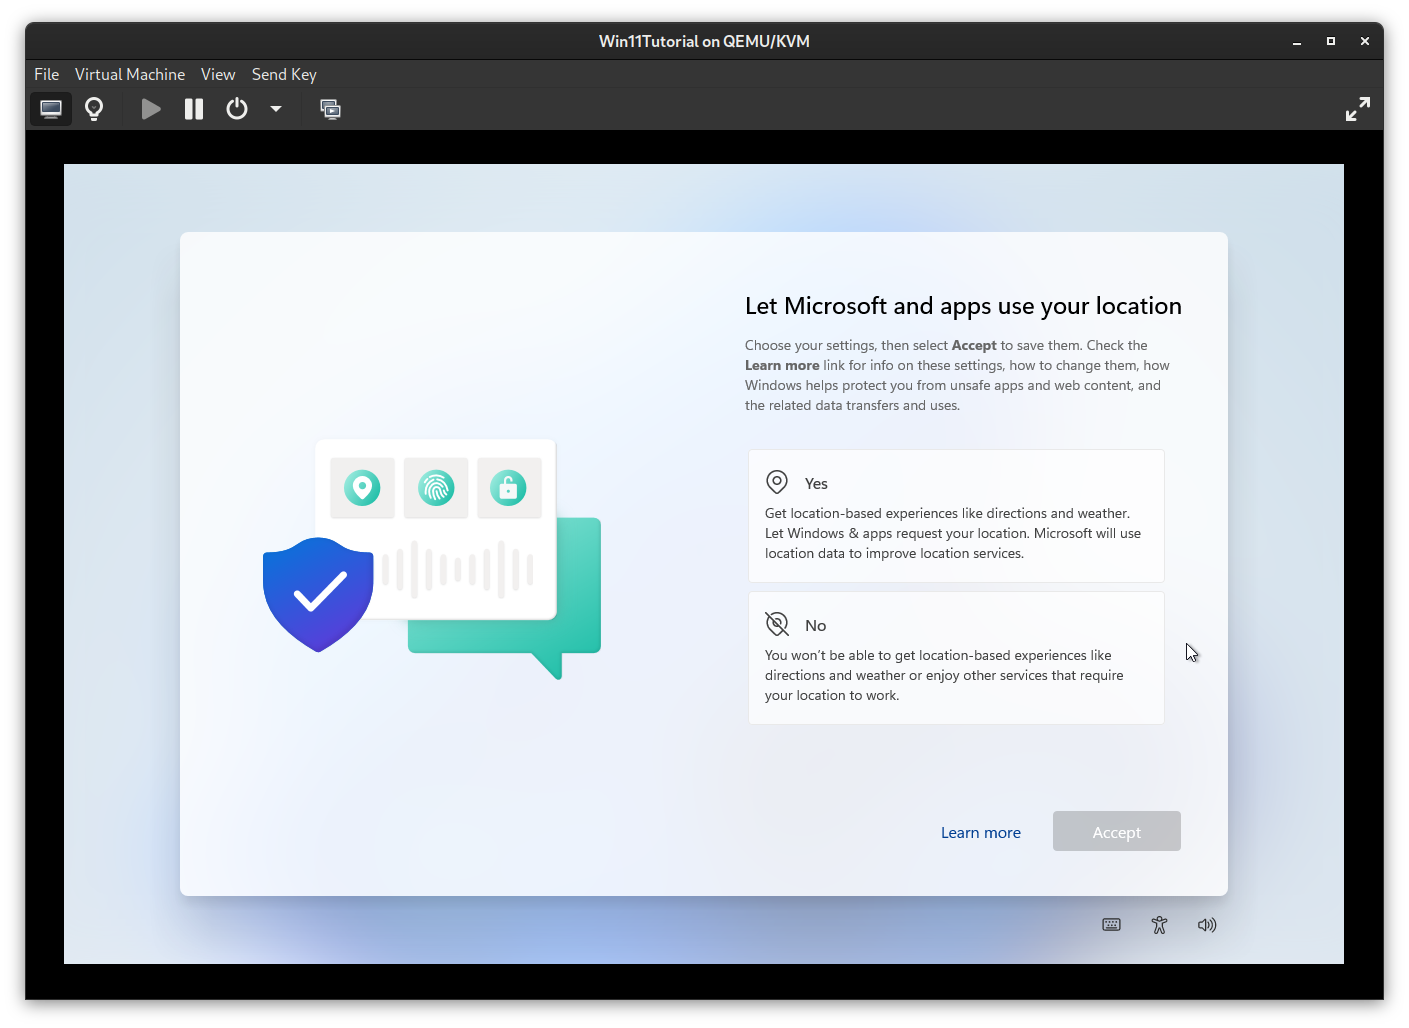 Win11Tutorial on QEMU/KVM
File Virtual Machine View Send Key
Let Microsoft and apps use your location
Choose your settings, then select Accept to save them. Check the
Learn more link for info on these settings, how to change them, how
Windows helps protect you from unsafe apps and web content, and
the related data transfers and uses.
Yes
Get location-based experiences like directions and weather.
Let Windows & apps request your location. Microsoft will use
location data to improve location services.
No
You won't be able to get location-based experiences like
directions and weather or enjoy other services that require
your location to work.
Learn more
Accept